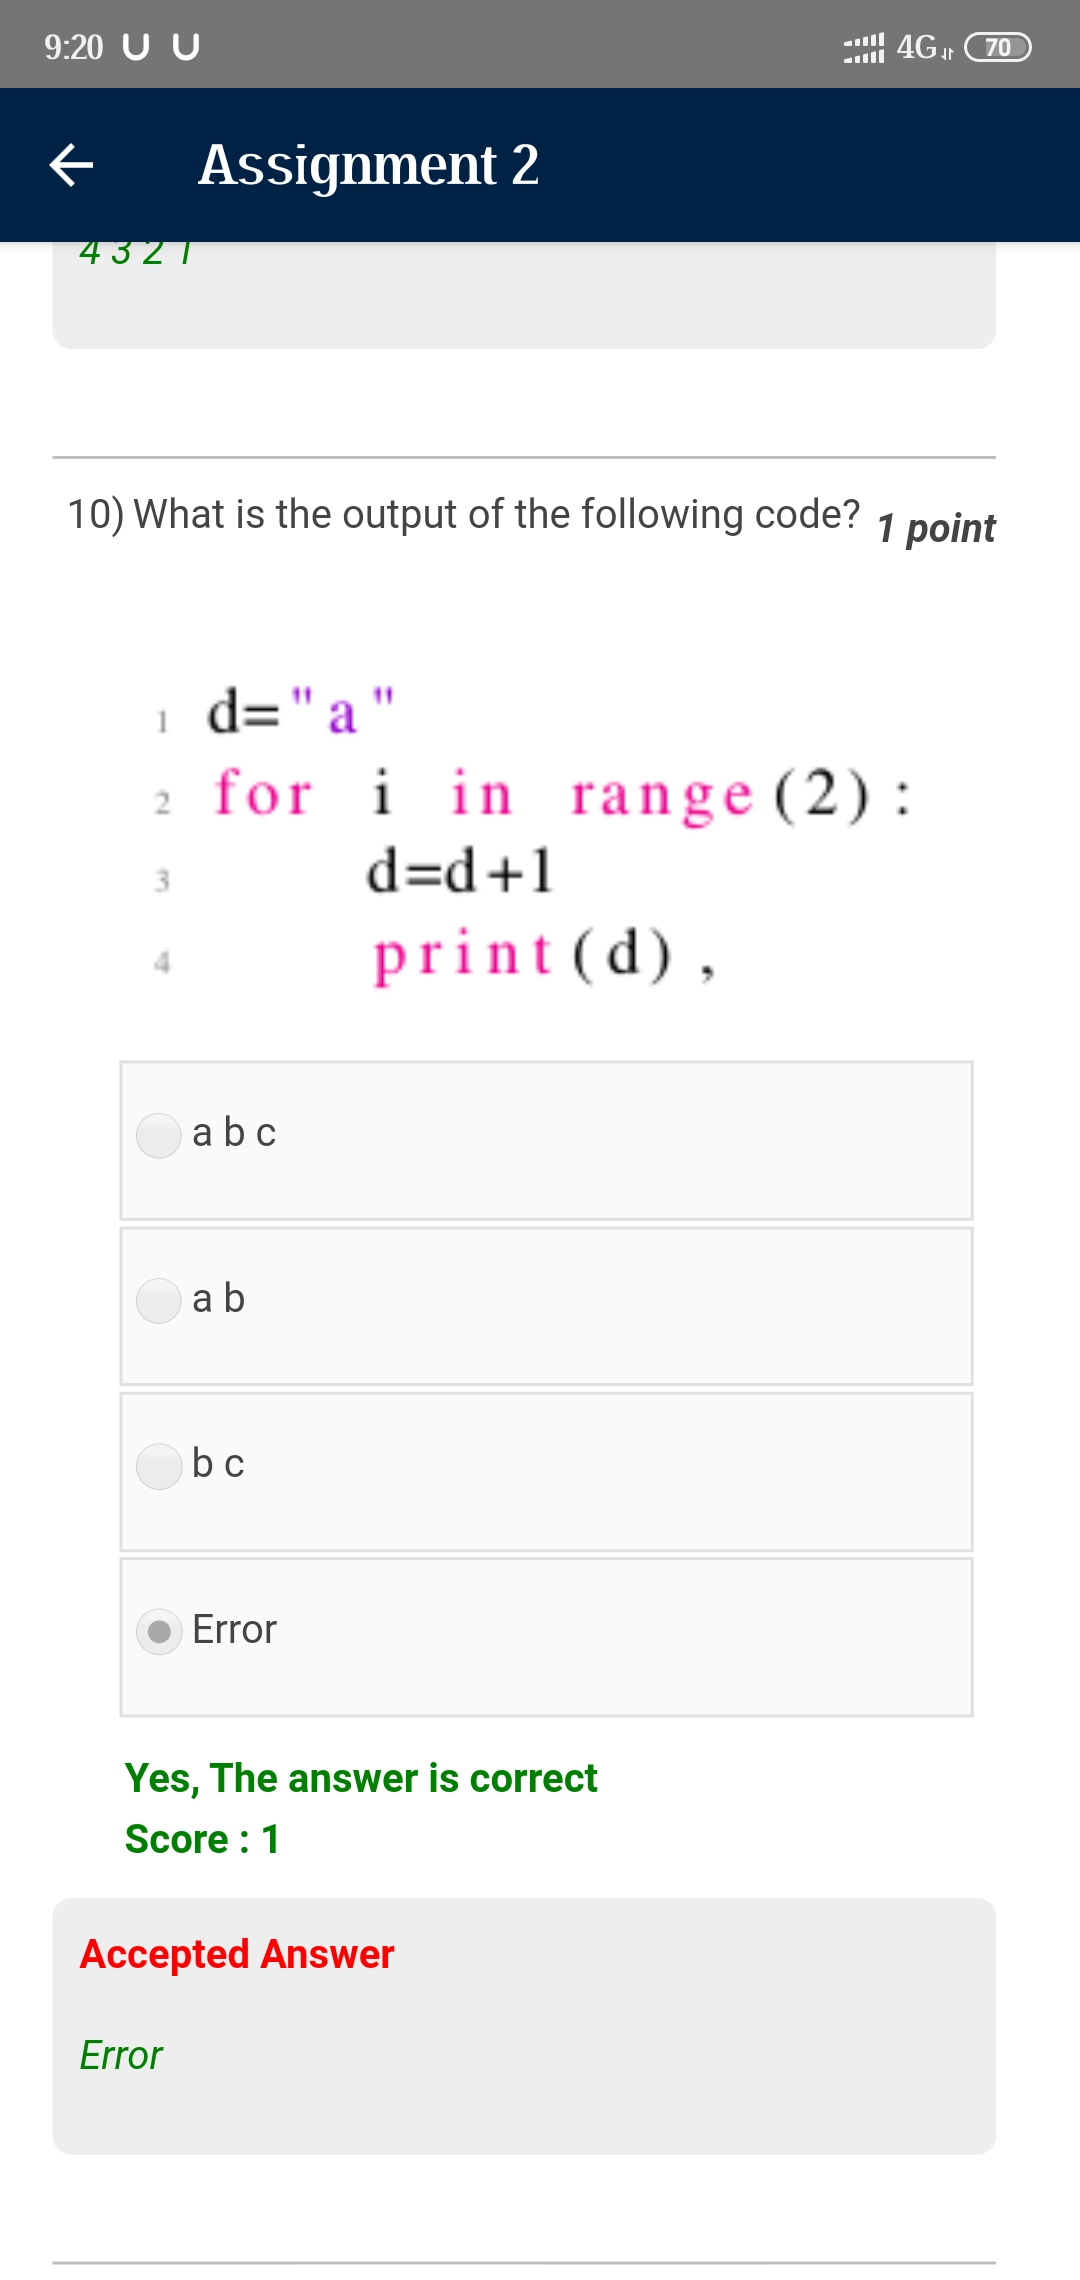 9:20 4G 70
Assignment 2
4 3 2 1
10) What is the output of the following code? 1 point
1 d="a"
2 for i in range(2):
3 d=d+1
4 print(d),
a b c
a b
b c
Error
Yes, The answer is correct
Score : 1
Accepted Answer
Error